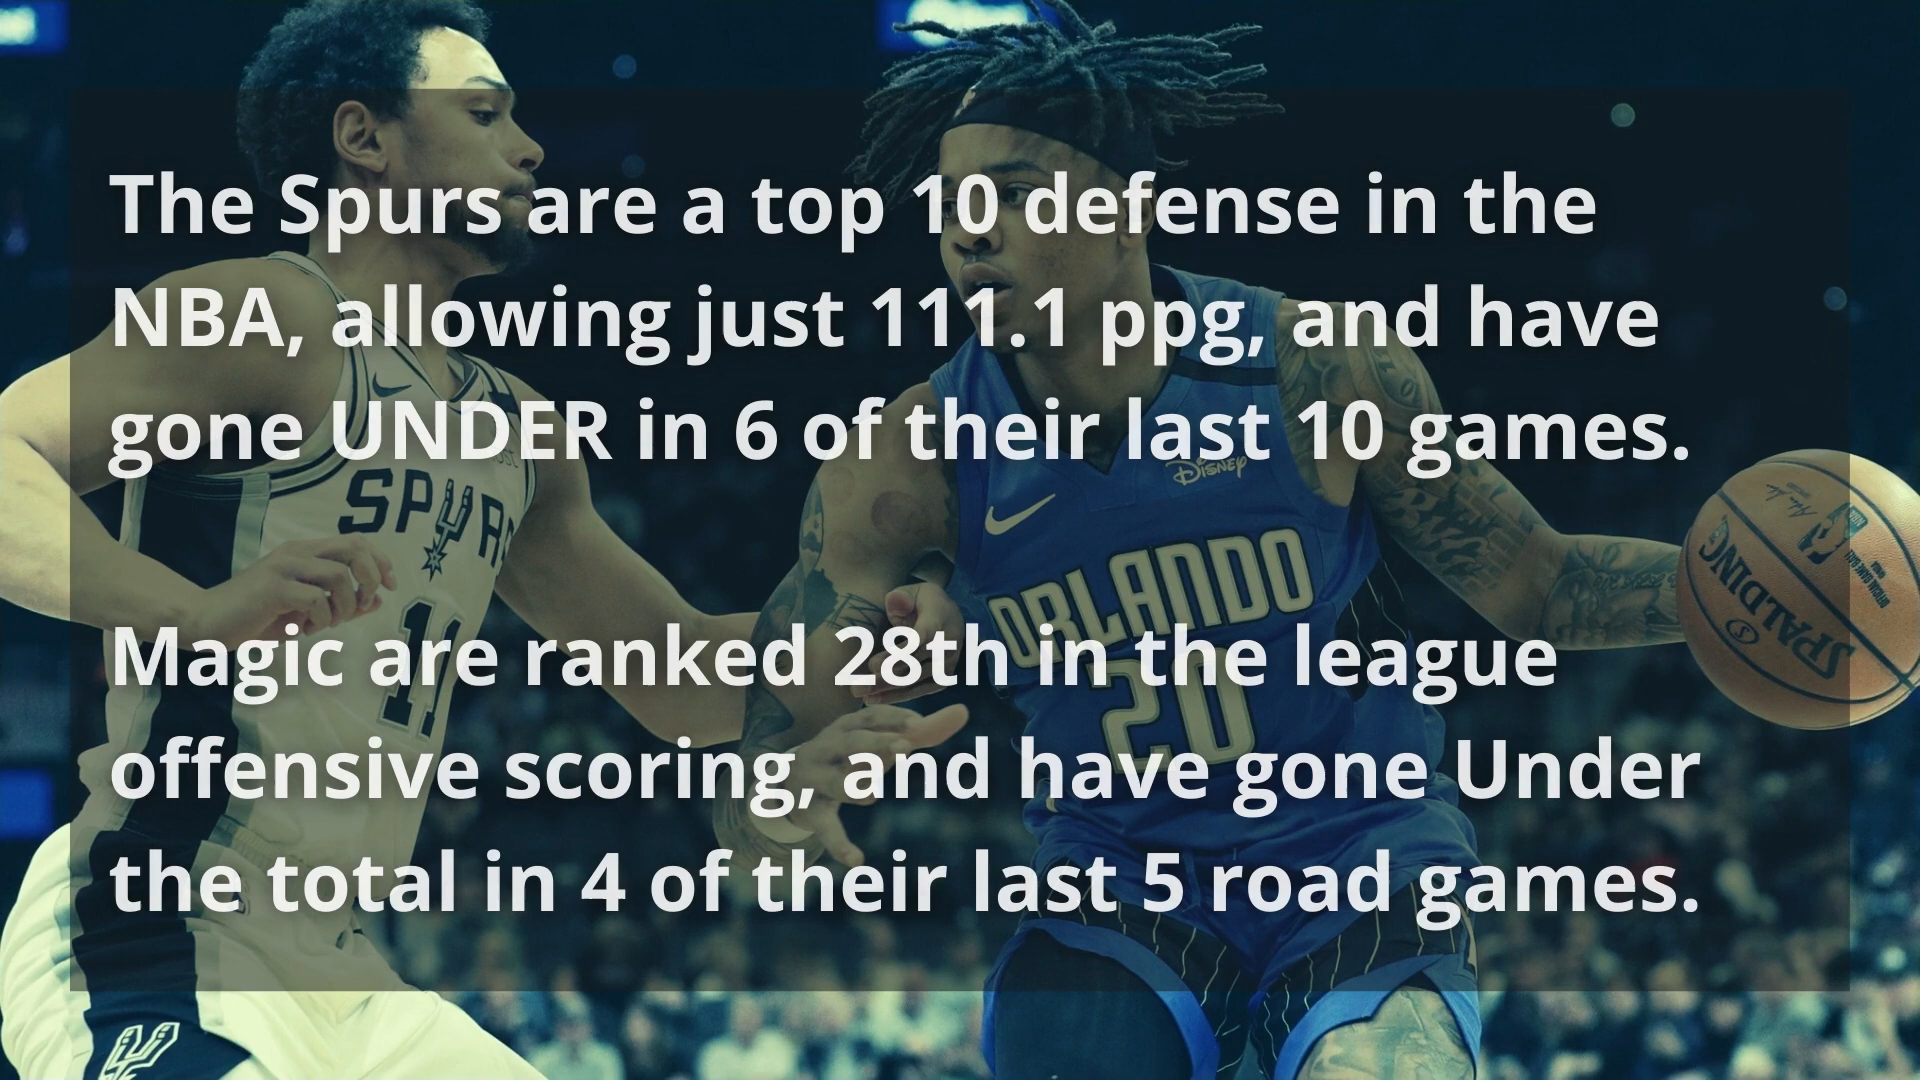 The Spurs are a top 10 defense in the
NBA, allowing just 111.1 ppg, and have
gone UNDER in 6 of their last 10 games.
Disney
SPURS
ORLANDO
SPALDING
11
20
Magic are ranked 28th in the league
offensive scoring, and have gone Under
the total in 4 of their last 5 road games.